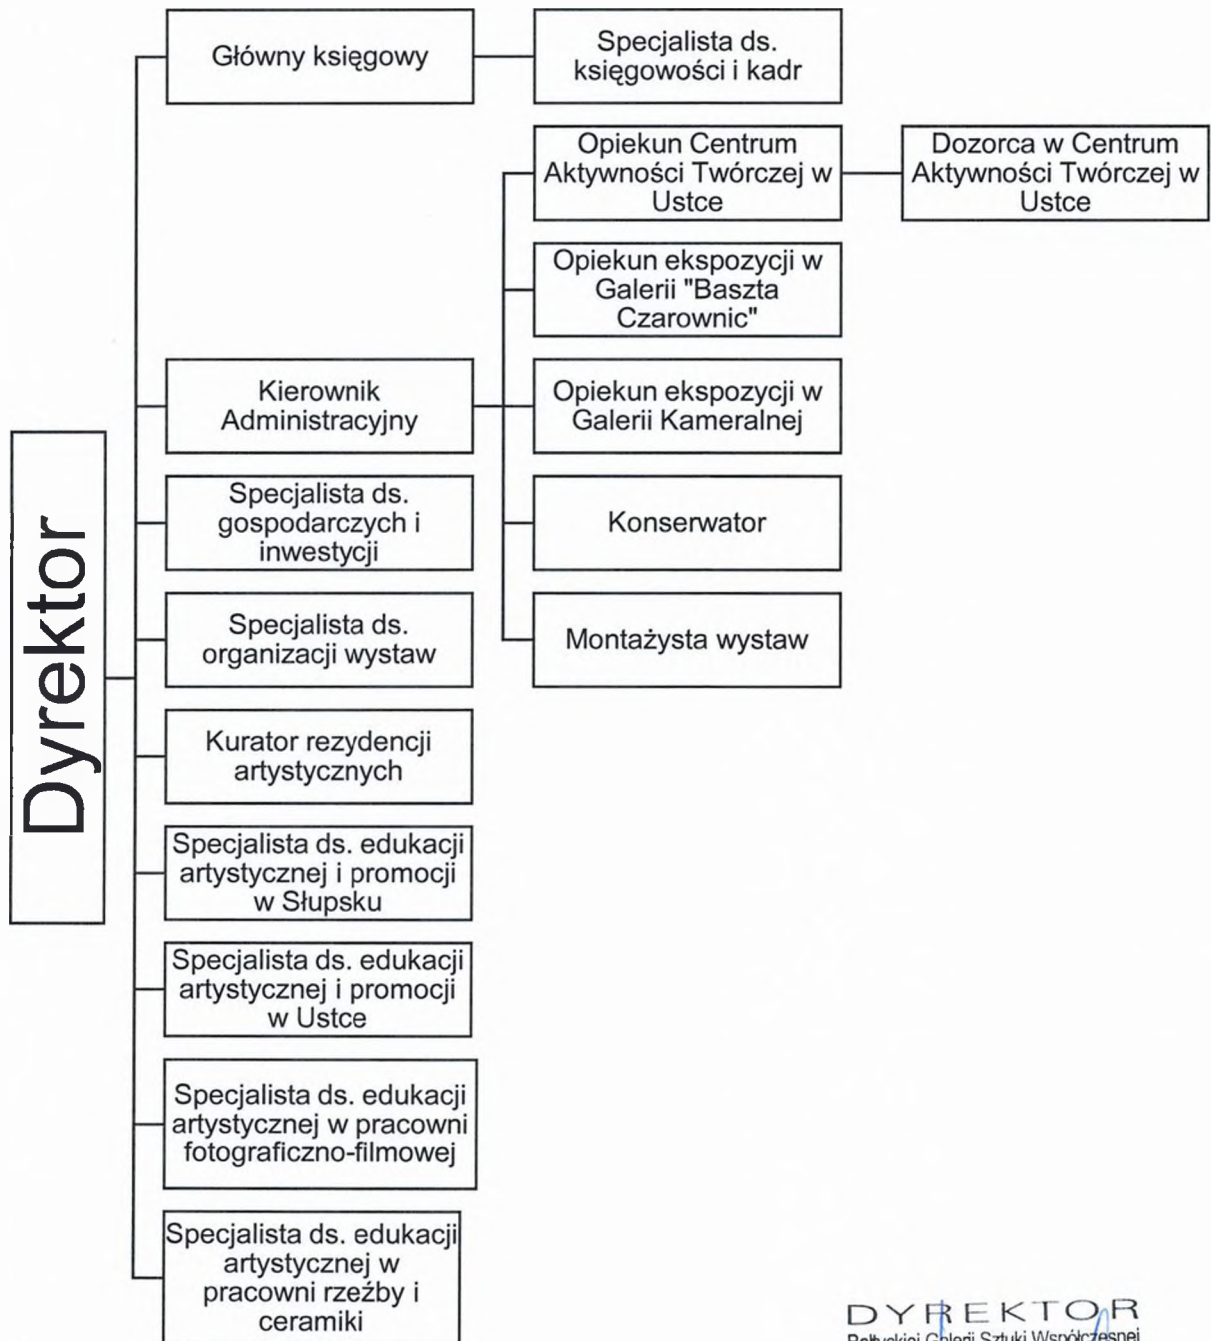 Główny księgowy
Specjalista ds.
księgowości i kadr
Opiekun Centrum
Aktywności Twórczej w
Ustce
Dozorca w Centrum
Aktywności Twórczej w
Ustce
Opiekun ekspozycji w
Galerii "Baszta
Czarownic"
Kierownik
Administracyjny
Opiekun ekspozycji w
Galerii Kameralnej
Dyrektor
Specjalista ds.
gospodarczych i
inwestycji
Konserwator
Specjalista ds.
organizacji wystaw
Montażysta wystaw
Kurator rezydencji
artystycznych
Specjalista ds. edukacji
artystycznej i promocji
w Słupsku
Specjalista ds. edukacji
artystycznej i promocji
w Ustce
Specjalista ds. edukacji
artystycznej w pracowni
fotograficzno-filmowej
Specjalista ds. edukacji
artystycznej w
pracowni rzeźby i
ceramiki
DYREKTOR
Bałtyckiej Galerii Sztuki Współczesnej